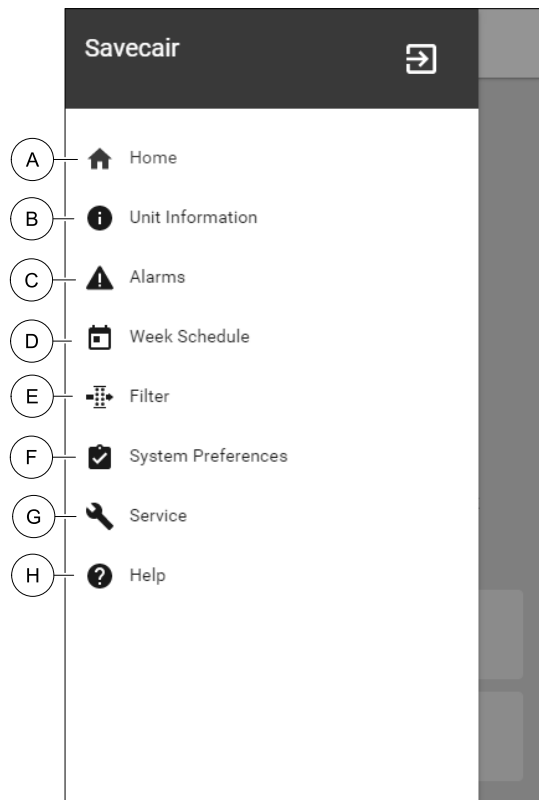 Savecair
A Home
B Unit Information
C Alarms
D Week Schedule
E Filter
F System Preferences
G Service
H Help